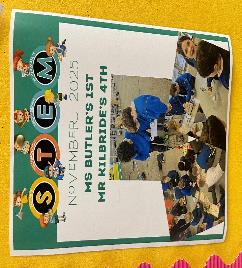 STEM
NOVEMBER 2025
MS BUTLER'S 1ST
MR KILBRIDE'S 4TH